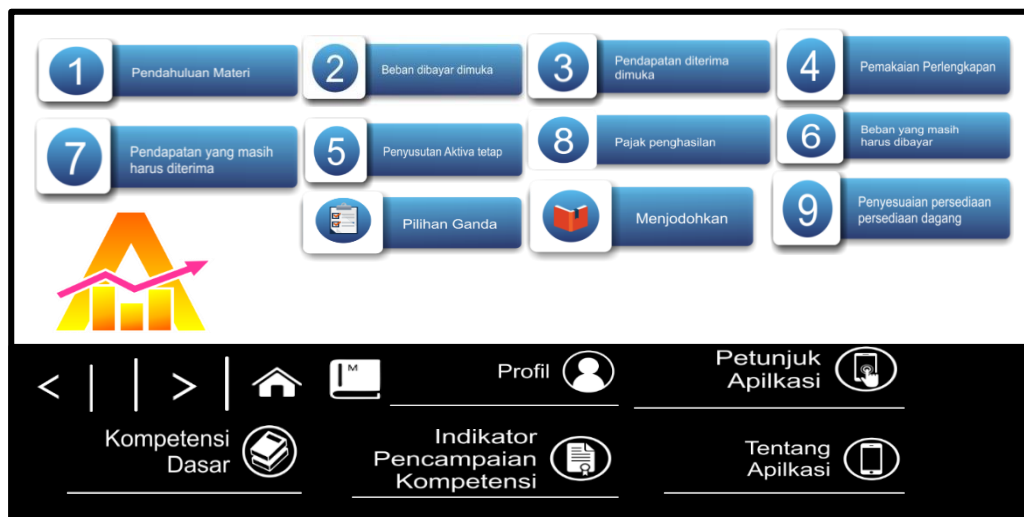 1
Pendahuluan Materi
2
Beban dibayar dimuka
3
Pendapatan diterima
dimuka
4
Pemakaian Perlengkapan
7
Pendapatan yang masih
harus diterima
5
Penyusutan Aktiva tetap
8
Pajak penghasilan
6
Beban yang masih
harus dibayar
Pilihan Ganda
Menjodohkan
9
Penyesuaian persediaan
persediaan dagang
<
>
M
Profil
Petunjuk
Apilkasi
Kompetensi
Dasar
Indikator
Pencampaian
Kompetensi
Tentang
Apilkasi